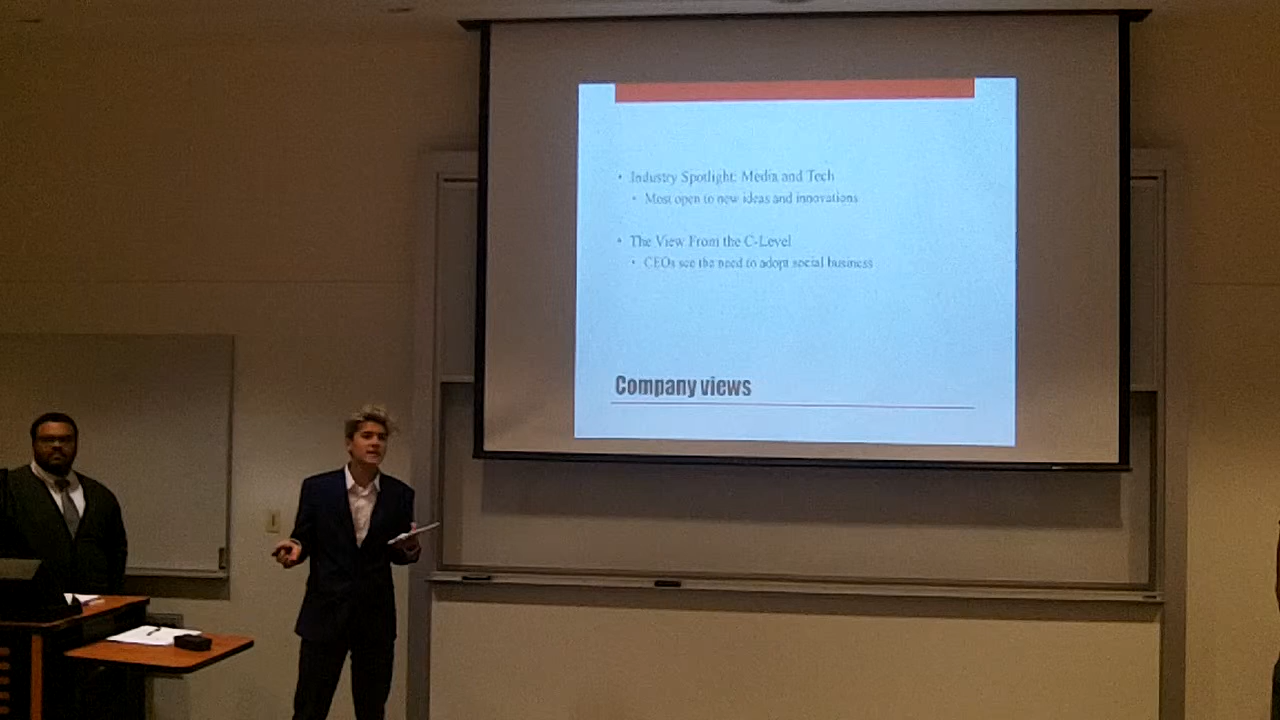 • Industry Spotlight: Media and Tech
• Most open to new ideas and innovations
• The View From the C-Level
• CEOs see the need to adopt social business
Company views